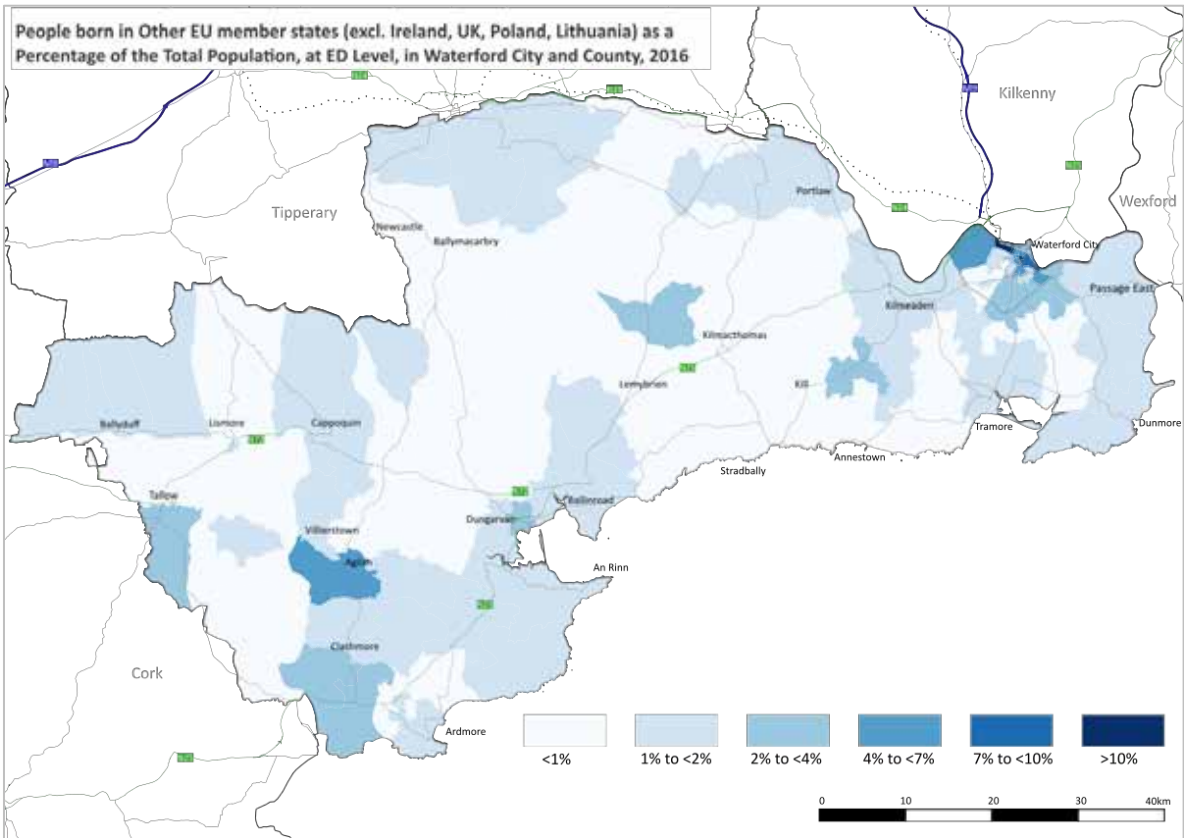 People born in Other EU member states (excl. Ireland, UK, Poland, Lithuania) as a
Percentage of the Total Population, at ED Level, in Waterford City and County, 2016
Kilkenny
Wexford
Tipperary
Portlaw
Newcastle
Ballymacarbry
Waterford City
Passage East
Kilmeaden
Kilmacthomas
Lemybrien
Kill
Ballyduff
Lismore
Cappoquin
Tramore
Dunmore
Annestown
Stradbally
Tallow
Ballinroad
Dungarvan
Villierstown
Aglish
An Rinn
Clashmore
Cork
Ardmore
<1%
1% to <2%
2% to <4%
4% to <7%
7% to <10%
>10%
0 10 20 30 40km